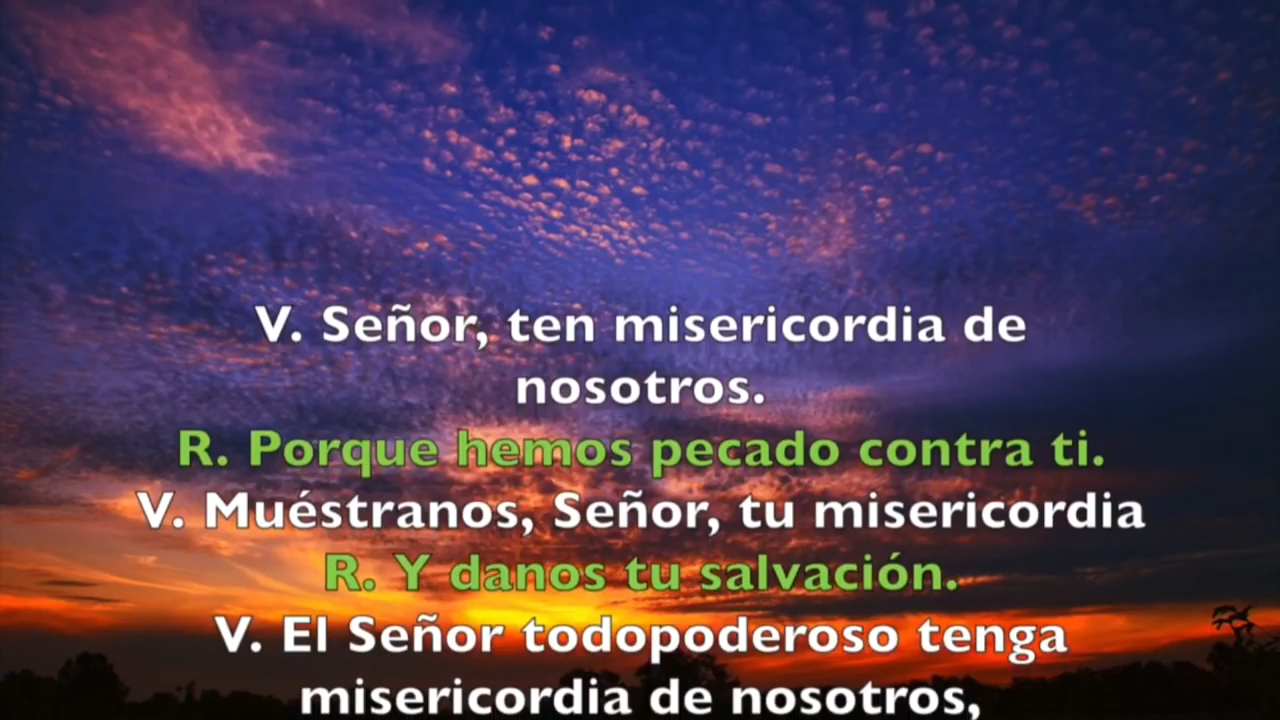 V. Señor, ten misericordia de
nosotros.
R. Porque hemos pecado contra ti.
V. Muéstranos, Señor, tu misericordia
R. Y danos tu salvación.
V. El Señor todopoderoso tenga
misericordia de nosotros,